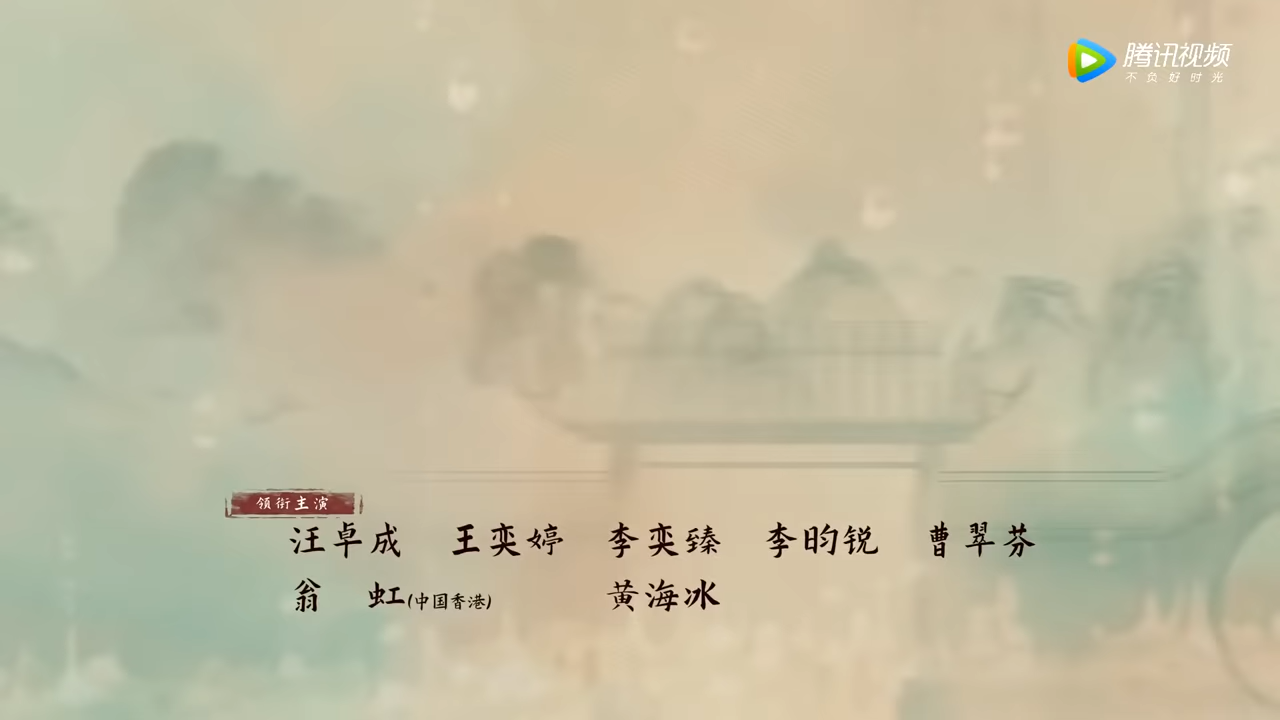 腾讯视频
不负好时光
领衔主演
汪卓成 王奕婷 李奕臻 李昀锐 曹翠芬
翁 虹(中国香港) 黄海冰